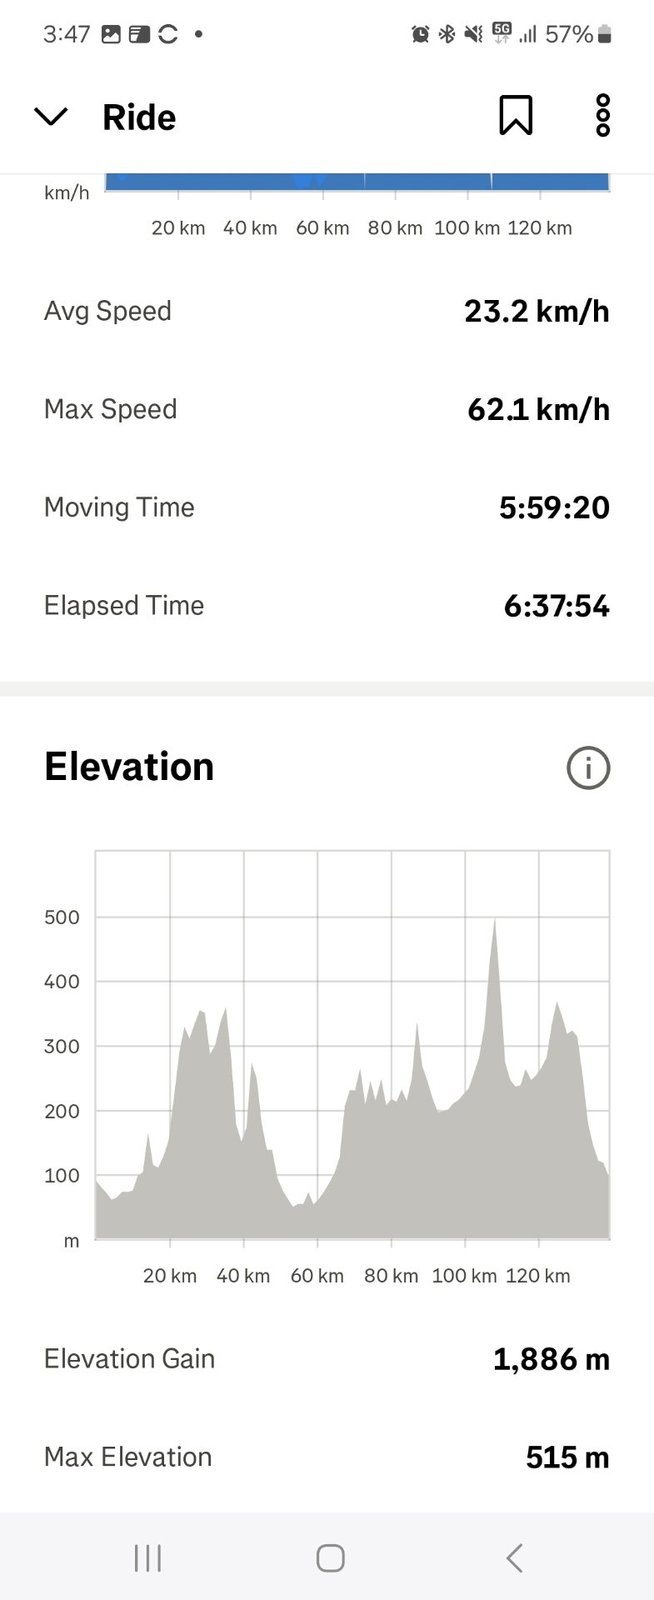 3:47 5G 57%
Ride
km/h
20 km 40 km 60 km 80 km 100 km 120 km
Avg Speed 23.2 km/h
Max Speed 62.1 km/h
Moving Time 5:59:20
Elapsed Time 6:37:54
Elevation
500
400
300
200
100
m
20 km 40 km 60 km 80 km 100 km 120 km
Elevation Gain 1,886 m
Max Elevation 515 m